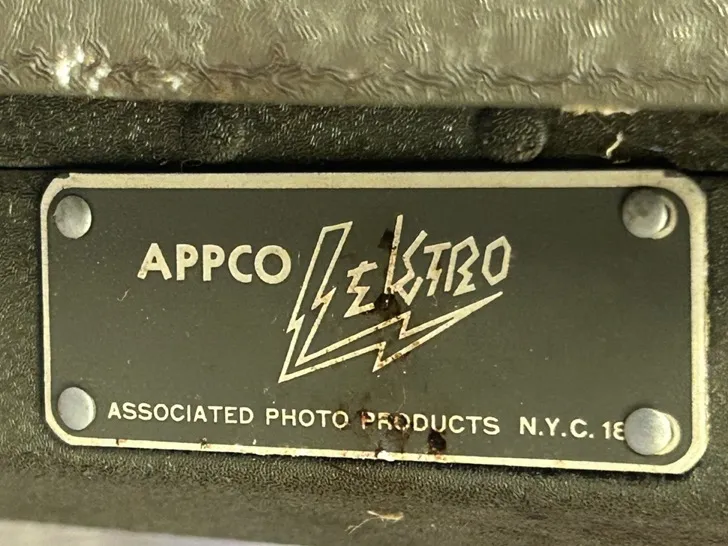 APPCO LEKTRO
ASSOCIATED PHOTO PRODUCTS N.Y.C. 18